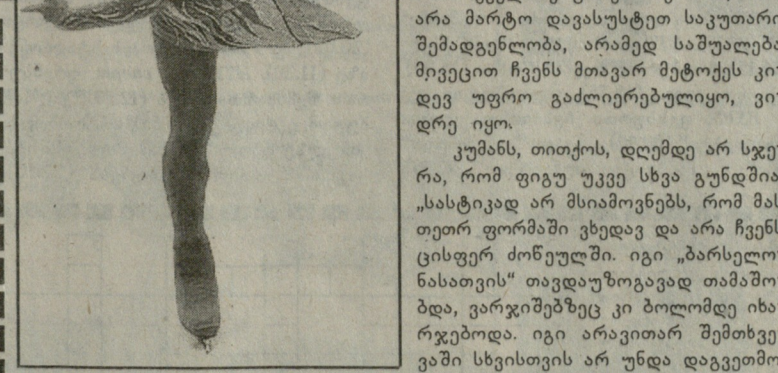 არა მარტო დავასუსტეთ საკუთარი
შემადგენლობა, არამედ საშუალება
მივეცით ჩვენს მთავარ მეტოქეს კი
დევ უფრო გაძლიერებულიყო, ვი
დრე იყო.
კუმანს, თითქოს, დღემდე არ სჯე
რა, რომ ფიგუ უკვე სხვა გუნდშია
„სასტიკად არ მსიამოვნებს, რომ მას
თეთრ ფორმაში ვხედავ და არა ჩვენს
ცისფერ ძოწეულში. იგი „ბარსელო
ნასათვის“ თავდაუზოგავად თამაშო
ბდა, ვარჯიშებზეც კი ბოლომდე იხა
რჯებოდა. იგი არავითარ შემთხვე
ვაში სხვისთვის არ უნდა დაგვეთმო